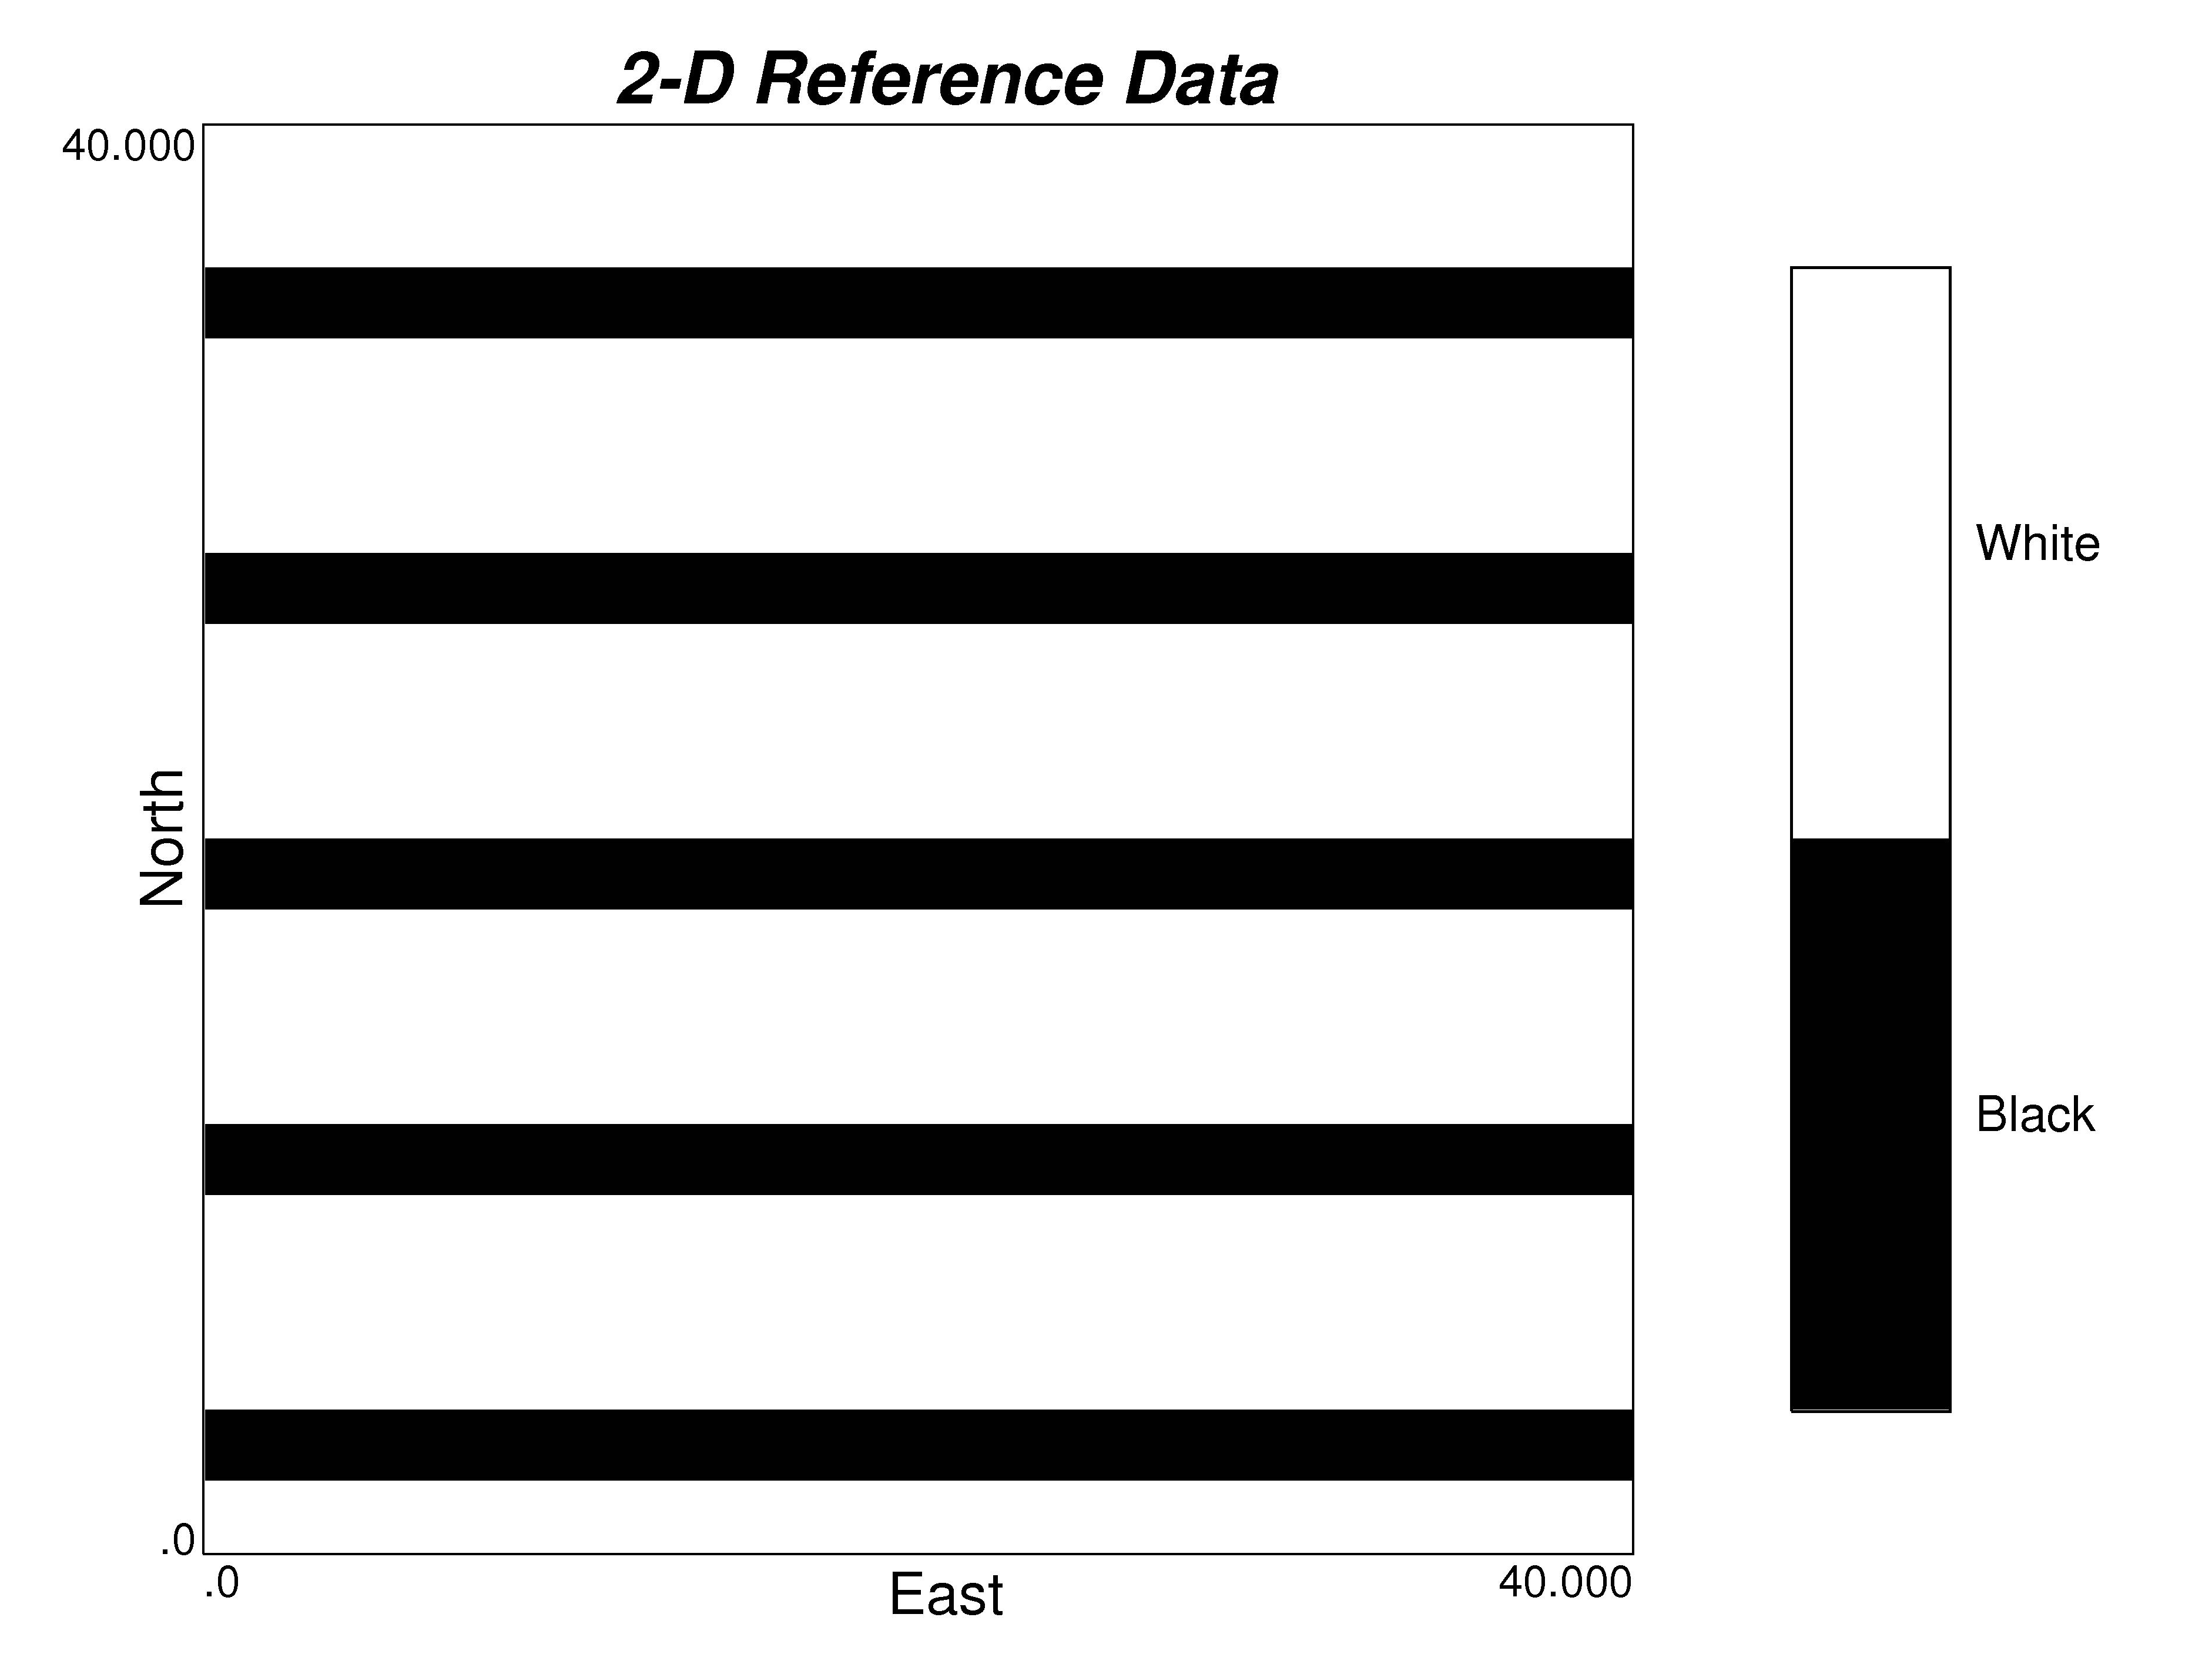 2-D Reference Data
40.000
White
North
Black
.0
.0
East
40.000